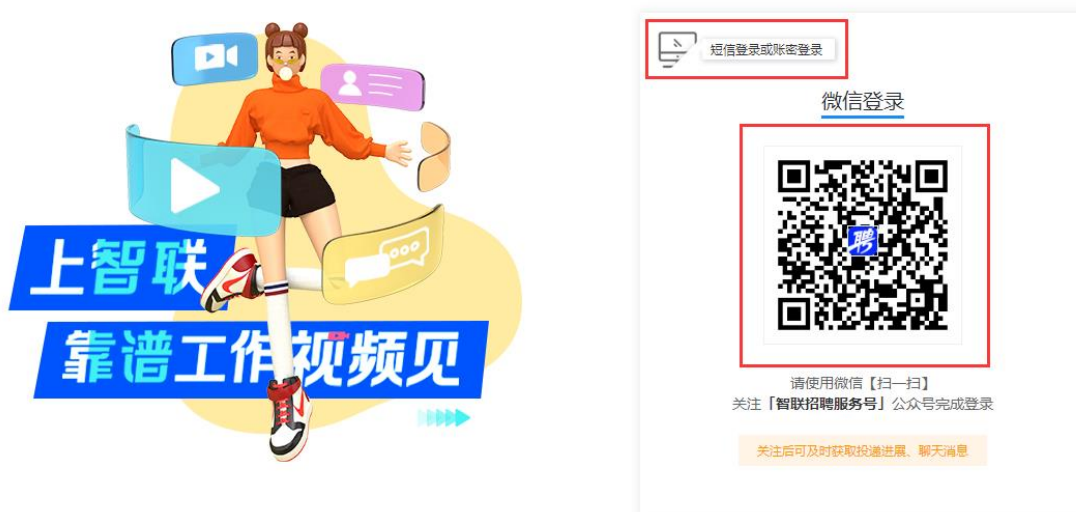 上智联
靠谱工作视频见
短信登录或账密登录
微信登录
聘
请使用微信【扫一扫】
关注「智联招聘服务号」公众号完成登录
关注后可及时获取投递进展、聊天消息